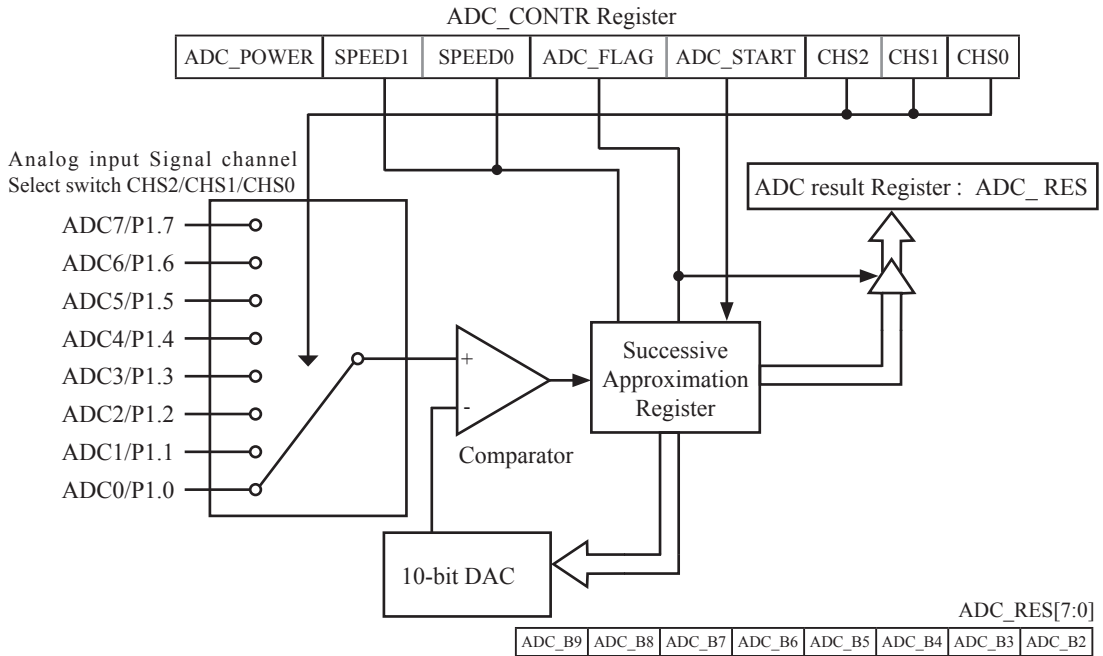 ADC_CONTR Register
ADC_POWER SPEED1 SPEED0 ADC_FLAG ADC_START CHS2 CHS1 CHS0
Analog input Signal channel
Select switch CHS2/CHS1/CHS0
ADC result Register : ADC_ RES
ADC7/P1.7
ADC6/P1.6
ADC5/P1.5
ADC4/P1.4
ADC3/P1.3
ADC2/P1.2
ADC1/P1.1
ADC0/P1.0
+
-
Comparator
Successive
Approximation
Register
10-bit DAC
ADC_RES[7:0]
ADC_B9 ADC_B8 ADC_B7 ADC_B6 ADC_B5 ADC_B4 ADC_B3 ADC_B2